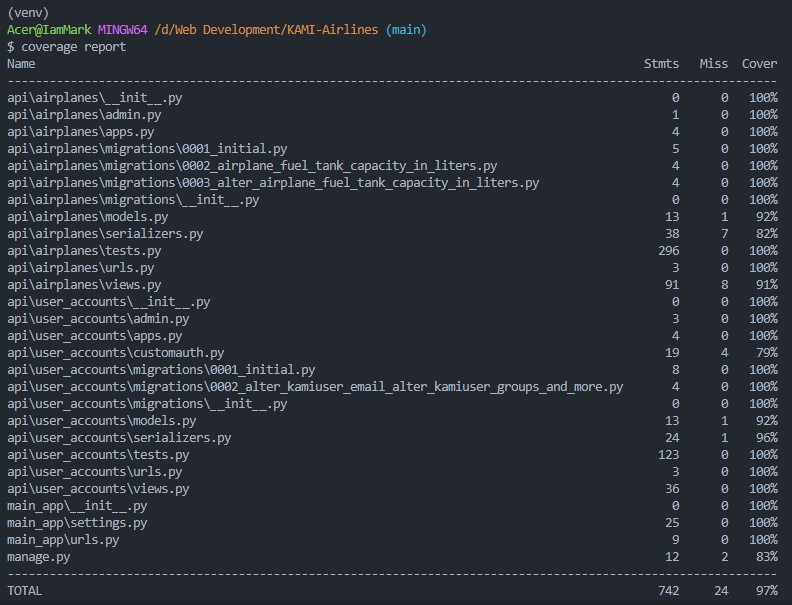 (venv)
Acer@IamMark MINGW64 /d/Web Development/KAMI-Airlines (main)
$ coverage report
Name Stmts Miss Cover
----------------------------------------------------------------------------------------------------------------
api\airplanes\__init__.py 0 0 100%
api\airplanes\admin.py 1 0 100%
api\airplanes\apps.py 4 0 100%
api\airplanes\migrations\0001_initial.py 5 0 100%
api\airplanes\migrations\0002_airplane_fuel_tank_capacity_in_liters.py 4 0 100%
api\airplanes\migrations\0003_alter_airplane_fuel_tank_capacity_in_liters.py 4 0 100%
api\airplanes\migrations\__init__.py 0 0 100%
api\airplanes\models.py 13 1 92%
api\airplanes\serializers.py 38 7 82%
api\airplanes\tests.py 296 0 100%
api\airplanes\urls.py 3 0 100%
api\airplanes\views.py 91 8 91%
api\user_accounts\__init__.py 0 0 100%
api\user_accounts\admin.py 3 0 100%
api\user_accounts\apps.py 4 0 100%
api\user_accounts\customauth.py 19 4 79%
api\user_accounts\migrations\0001_initial.py 8 0 100%
api\user_accounts\migrations\0002_alter_kamiuser_email_alter_kamiuser_groups_and_more.py 4 0 100%
api\user_accounts\migrations\__init__.py 0 0 100%
api\user_accounts\models.py 13 1 92%
api\user_accounts\serializers.py 24 1 96%
api\user_accounts\tests.py 123 0 100%
api\user_accounts\urls.py 3 0 100%
api\user_accounts\views.py 36 0 100%
main_app\__init__.py 0 0 100%
main_app\settings.py 25 0 100%
main_app\urls.py 9 0 100%
manage.py 12 2 83%
----------------------------------------------------------------------------------------------------------------
TOTAL 742 24 97%